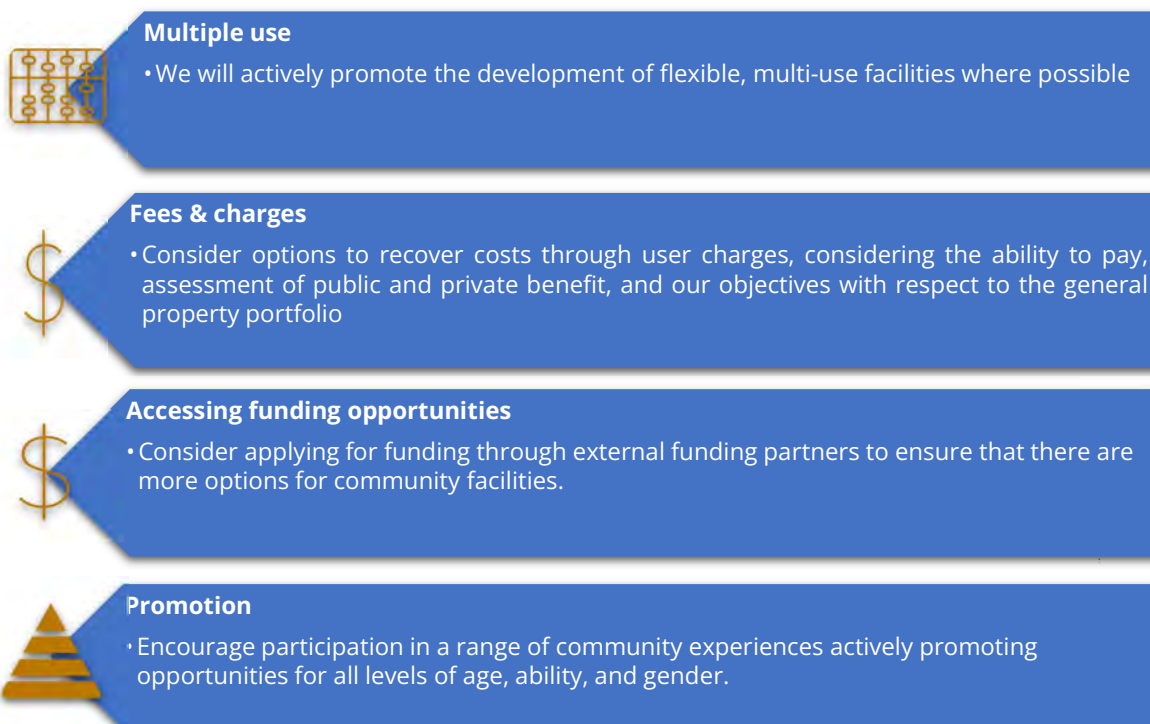 Multiple use
• We will actively promote the development of flexible, multi-use facilities where possible
Fees & charges
• Consider options to recover costs through user charges, considering the ability to pay,
assessment of public and private benefit, and our objectives with respect to the general
property portfolio
Accessing funding opportunities
• Consider applying for funding through external funding partners to ensure that there are
more options for community facilities.
Promotion
• Encourage participation in a range of community experiences actively promoting
opportunities for all levels of age, ability, and gender.